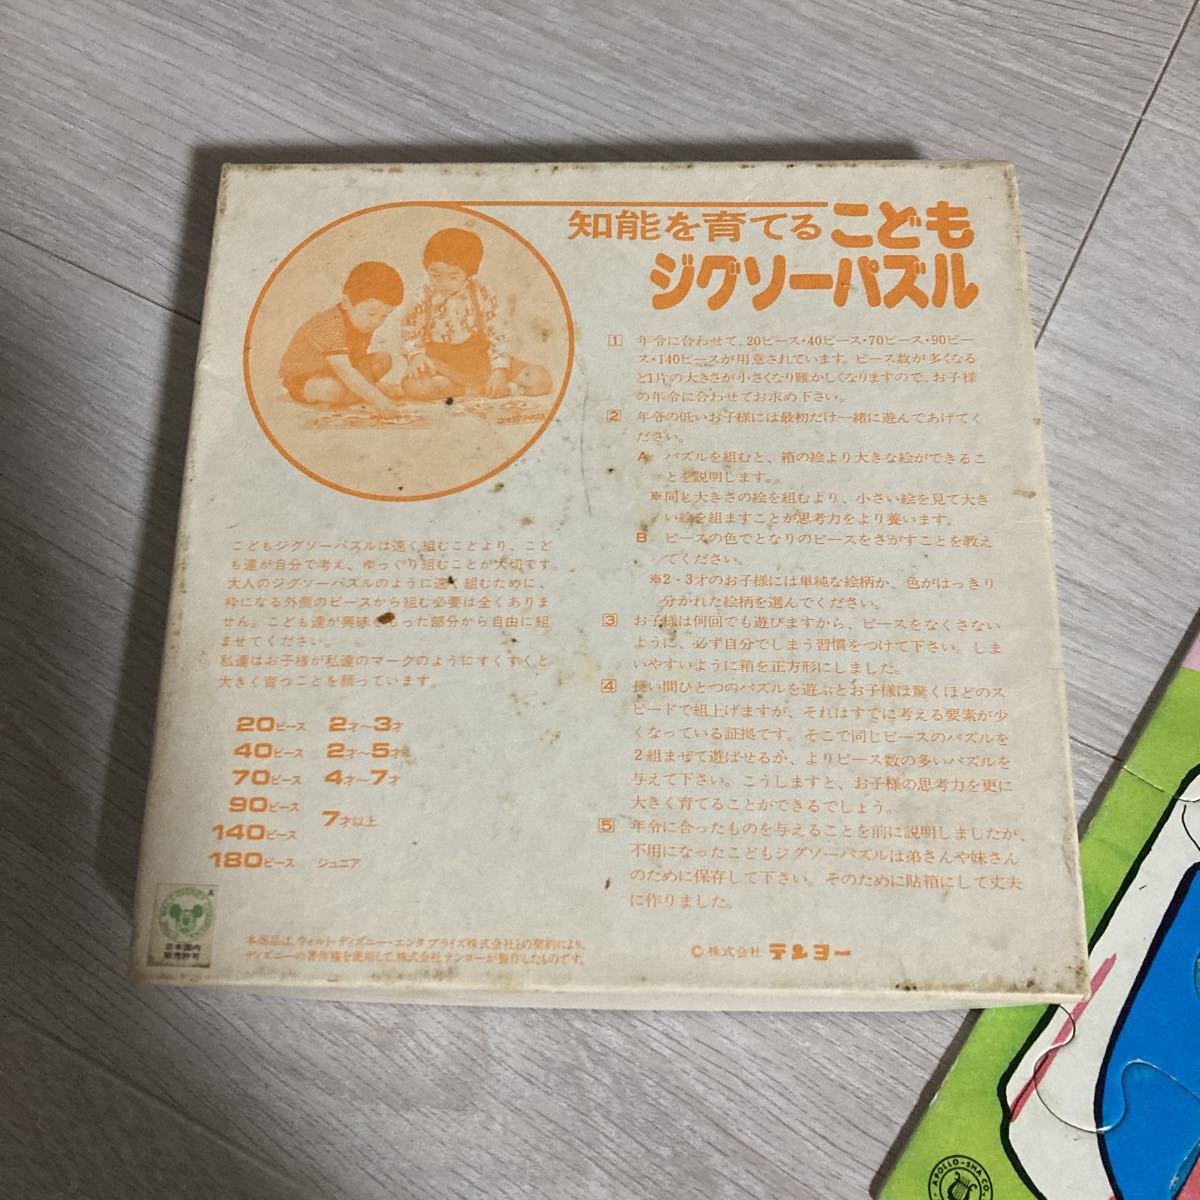 知能を育てるこども
ジグソーパズル
1 年令に合わせて、20ピース・40ピース・70ピース・90ピー
ス・140ピースが用意されています。ピース数が多くなる
と1片の大きさが小さくなり難かしくなりますので、お子様
の年令に合わせてお求め下さい。
2 年令の低いお子様には最初だけ一緒に遊んであげてく
ださい。
A パズルを組むと、箱の絵より大きな絵ができるこ
とを説明します。
※同じ大きさの絵を組むより、小さい絵を見て大き
い絵を組ますことが思考力をより養います。
B ピースの色でとなりのピースをさがすことを教え
てください。
※2・3才のお子様には単純な絵柄か、色がはっきり
分かれた絵柄を選んでください。
3 お子様は何回でも遊びますから、ピースをなくさない
ように、必ず自分でしまう習慣をつけて下さい。しま
いやすいように箱を正方形にしました。
4 長い間ひとつのパズルを遊ぶとお子様は驚くほどのス
ピードで組上げますが、それはすでに考える要素が少
くなっている証拠です。そこで同じピースのパズルを
2組まぜて遊ばせるか、よりピース数の多いパズルを
与えて下さい。こうしますと、お子様の思考力を更に
大きく育てることができるでしょう。
5 年令に合ったものを与えることを前に説明しましたが、
不用になったこどもジグソーパズルは弟さんや妹さん
のために保存して下さい。そのために貼箱にして丈夫
に作りました。
©株式会社 テンヨー
こどもジグソーパズルは速く組むことより、こど
も達が自分で考え、ゆっくり組むことが大切です。
大人のジグソーパズルのように速く組むために、
枠になる外側のピースから組む必要は全くありま
せん。こども達が興味をもった部分から自由に組
ませてください。
私達はお子様が私達のマークのようにすくすくと
大きく育つことを願っています。
20ピース 2才〜3才
40ピース 2才〜5才
70ピース 4才〜7才
90ピース
140ピース 7才以上
180ピース ジュニア
A
日本国内
販売許可
本商品は、ウォルト・ディズニー・エンタプライズ株式会社との契約により、
ディズニーの著作権を使用して、株式会社テンヨーが製作したものです。
APOLLO-SHA CO